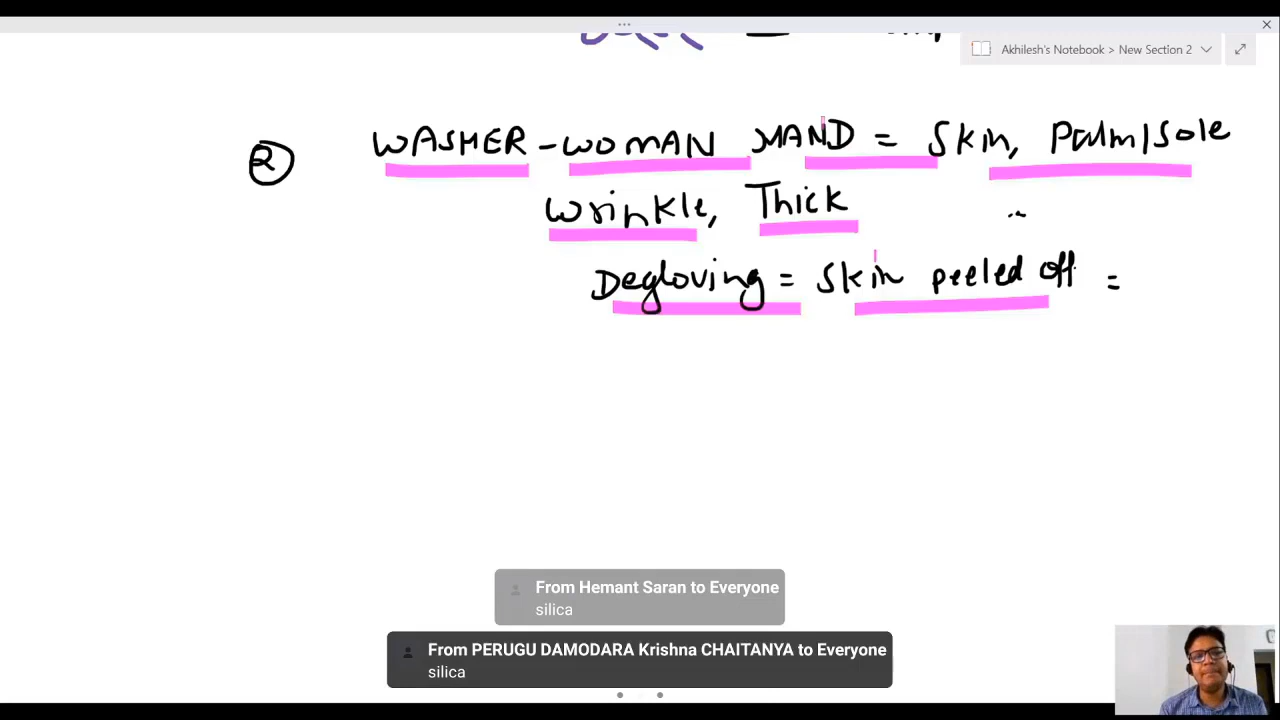 Akhilesh's Notebook > New Section 2
2 WASHER-WOMAN MAND = Skin, Palm/Sole
Wrinkle, Thick
Degloving = Skin peeled off =
From Hemant Saran to Everyone
silica
From PERUGU DAMODARA Krishna CHAITANYA to Everyone
silica